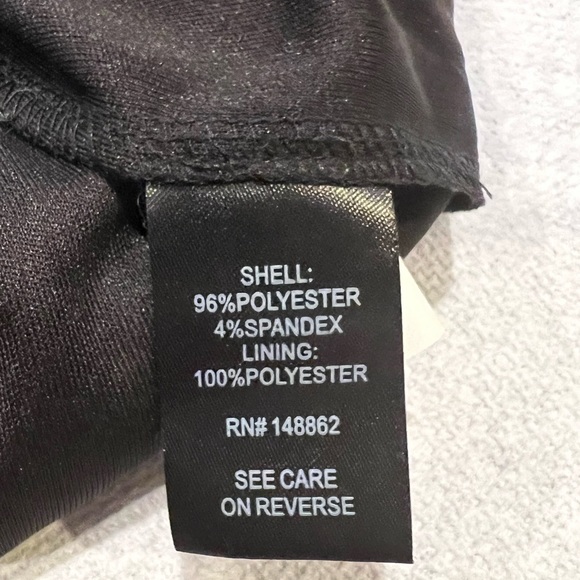 SHELL:
96%POLYESTER
4%SPANDEX
LINING:
100%POLYESTER
RN# 148862
SEE CARE
ON REVERSE